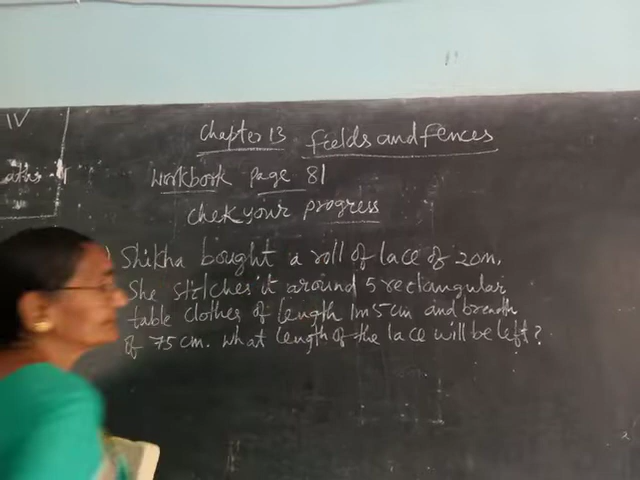 IV
Maths
Chapter 13 Fields and Fences
Workbook page 81
Chek your progress
) Shikha bought a roll of lace of 20m,
She stitches it around 5 rectangular
table clothes of length 1m 5 cm and breadth
of 75 cm. What length of the lace will be left?